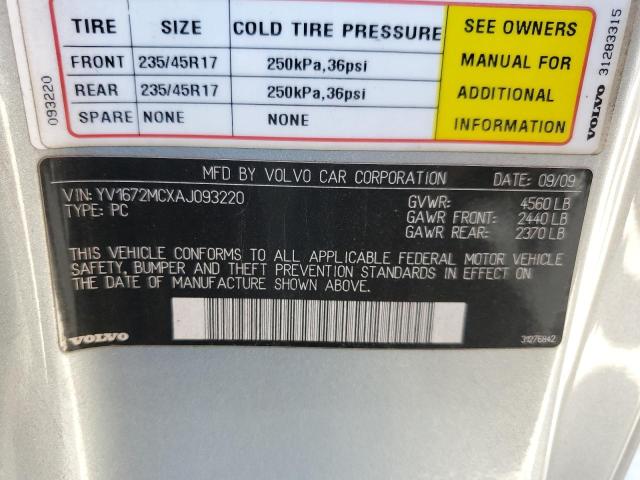 TIRE SIZE COLD TIRE PRESSURE
FRONT 235/45R17 250kPa,36psi
REAR 235/45R17 250kPa,36psi
SPARE NONE NONE
SEE OWNERS
MANUAL FOR
ADDITIONAL
INFORMATION
093220
VOLVO 31283315
MFD BY VOLVO CAR CORPORATION DATE: 09/09
VIN: YV1672MCXAJ093220
TYPE: PC
GVWR: 4560 LB
GAWR FRONT: 2440 LB
GAWR REAR: 2370 LB
THIS VEHICLE CONFORMS TO ALL APPLICABLE FEDERAL MOTOR VEHICLE
SAFETY, BUMPER AND THEFT PREVENTION STANDARDS IN EFFECT ON
THE DATE OF MANUFACTURE SHOWN ABOVE.
VOLVO 31276842